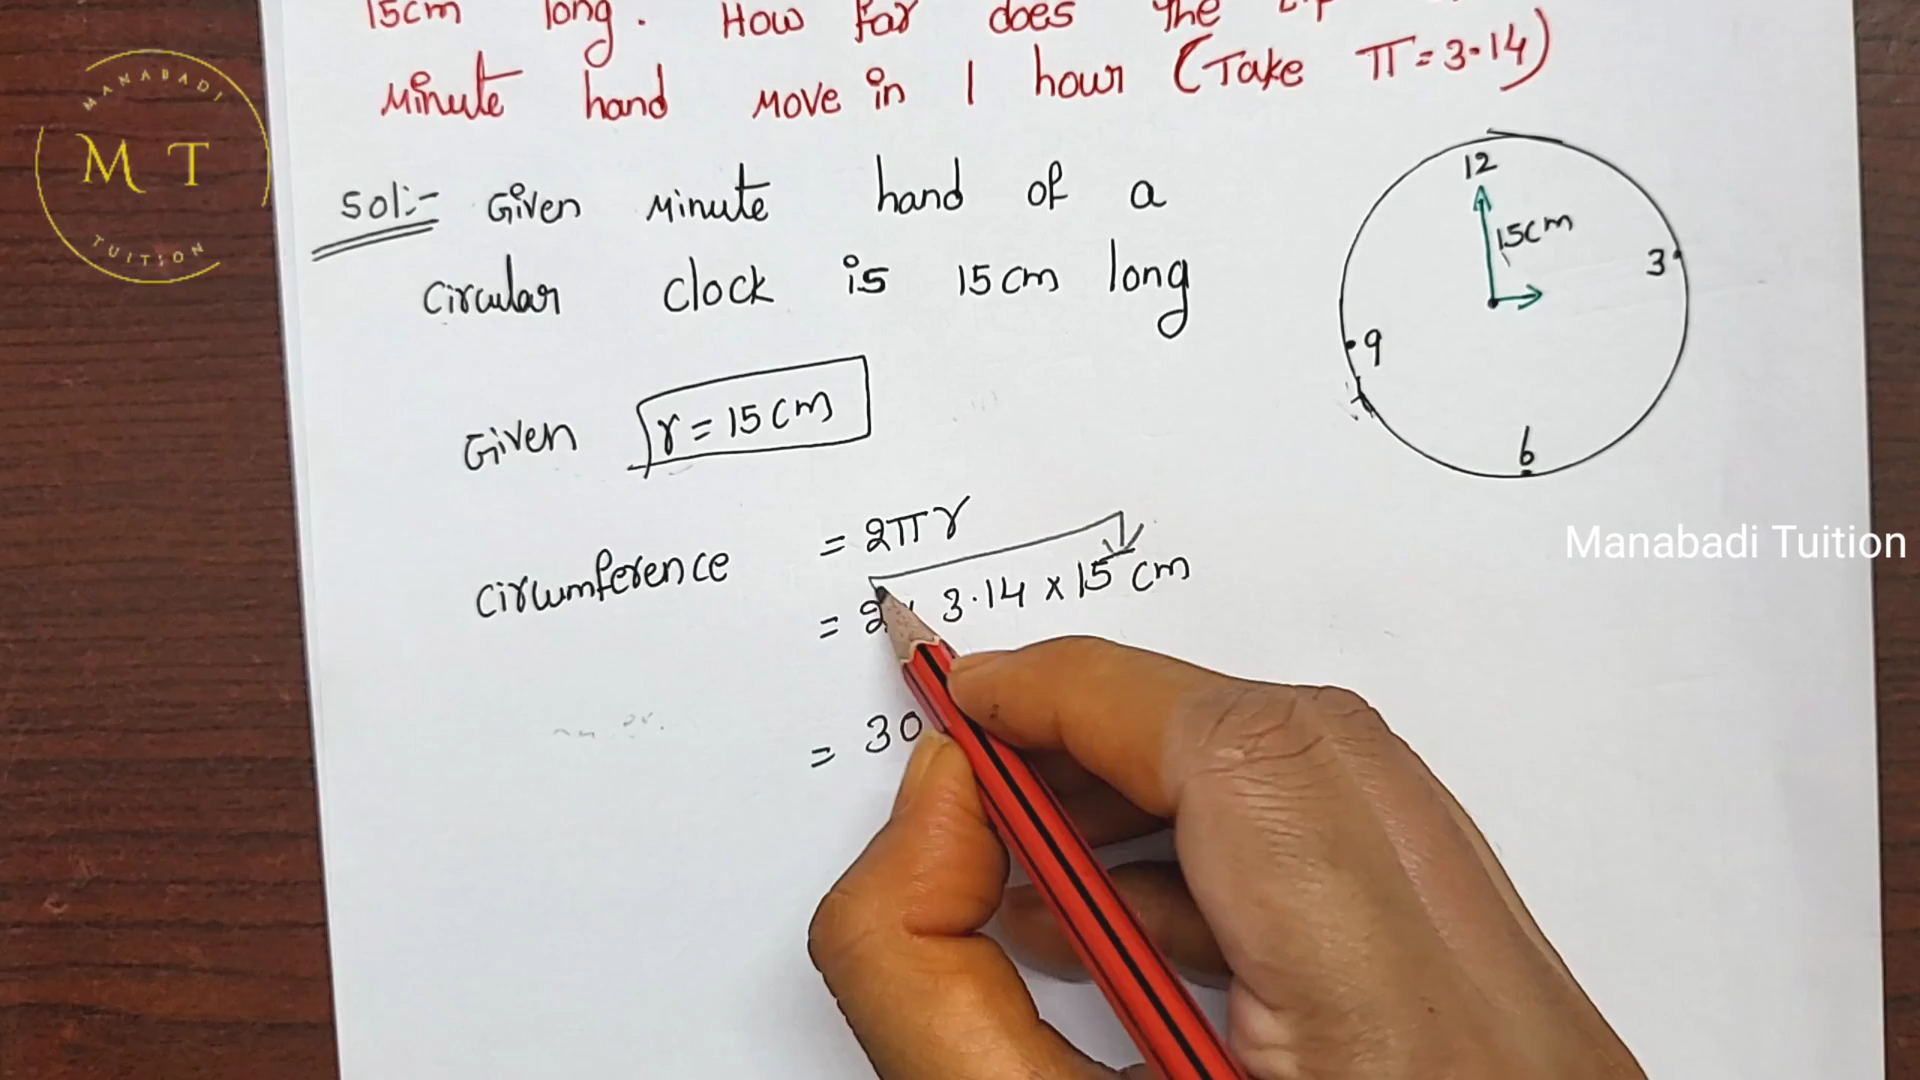 15cm long. How far does the
Minute hand move in 1 hour (Take π=3.14)
Sol:- Given Minute hand of a
circular clock is 15cm long
Given r=15cm
circumference = 2πr
= 2x 3.14 x 15 cm
= 30
12
15cm
3
9
6
MANABADI
MT
TUITION
Manabadi Tuition